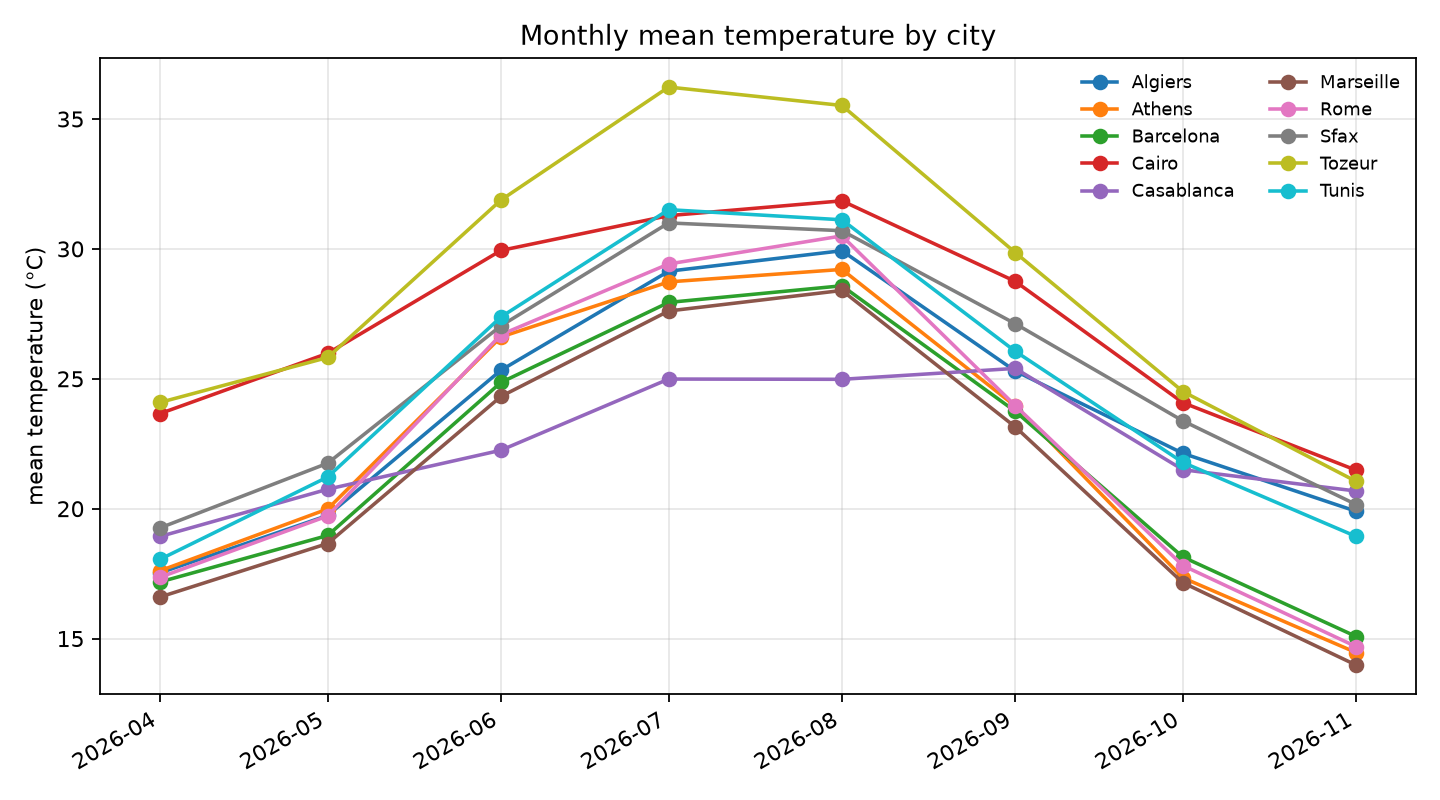 Monthly mean temperature by city
mean temperature (°C)
35
30
25
20
15
Algiers
Athens
Barcelona
Cairo
Casablanca
Marseille
Rome
Sfax
Tozeur
Tunis
2026-04
2026-05
2026-06
2026-07
2026-08
2026-09
2026-10
2026-11